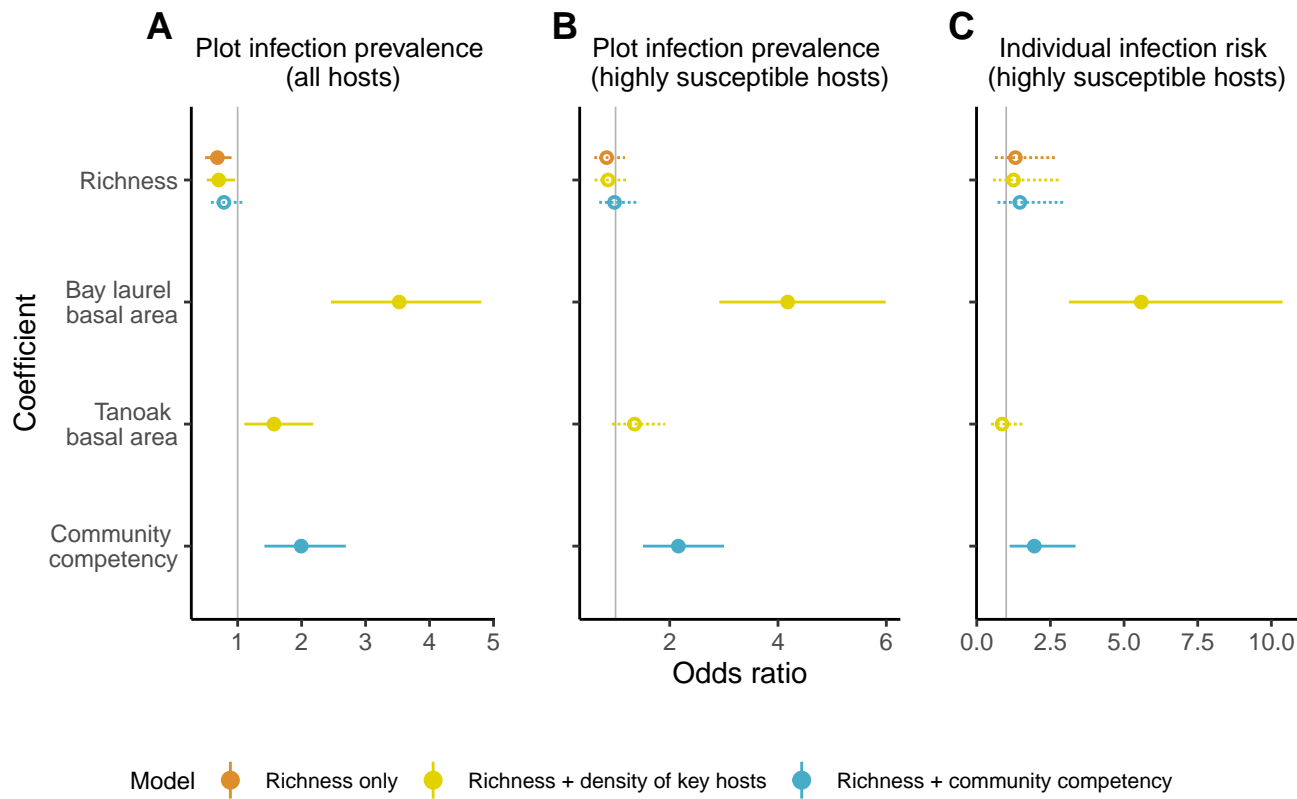 A
Plot infection prevalence
(all hosts)
B
Plot infection prevalence
(highly susceptible hosts)
C
Individual infection risk
(highly susceptible hosts)
Coefficient
Richness
Bay laurel
basal area
Tanoak
basal area
Community
competency
1 2 3 4 5
2 4 6
0.0 2.5 5.0 7.5 10.0
Odds ratio
Model Richness only Richness + density of key hosts Richness + community competency